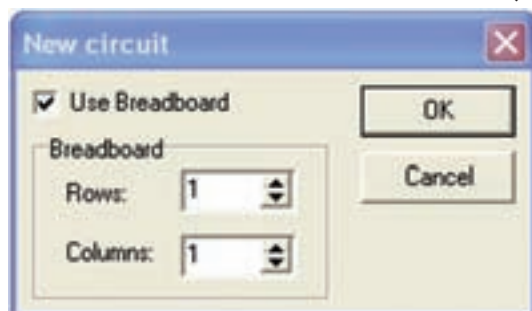 New circuit
Use Breadboard
OK
Breadboard
Rows: 1
Cancel
Columns: 1